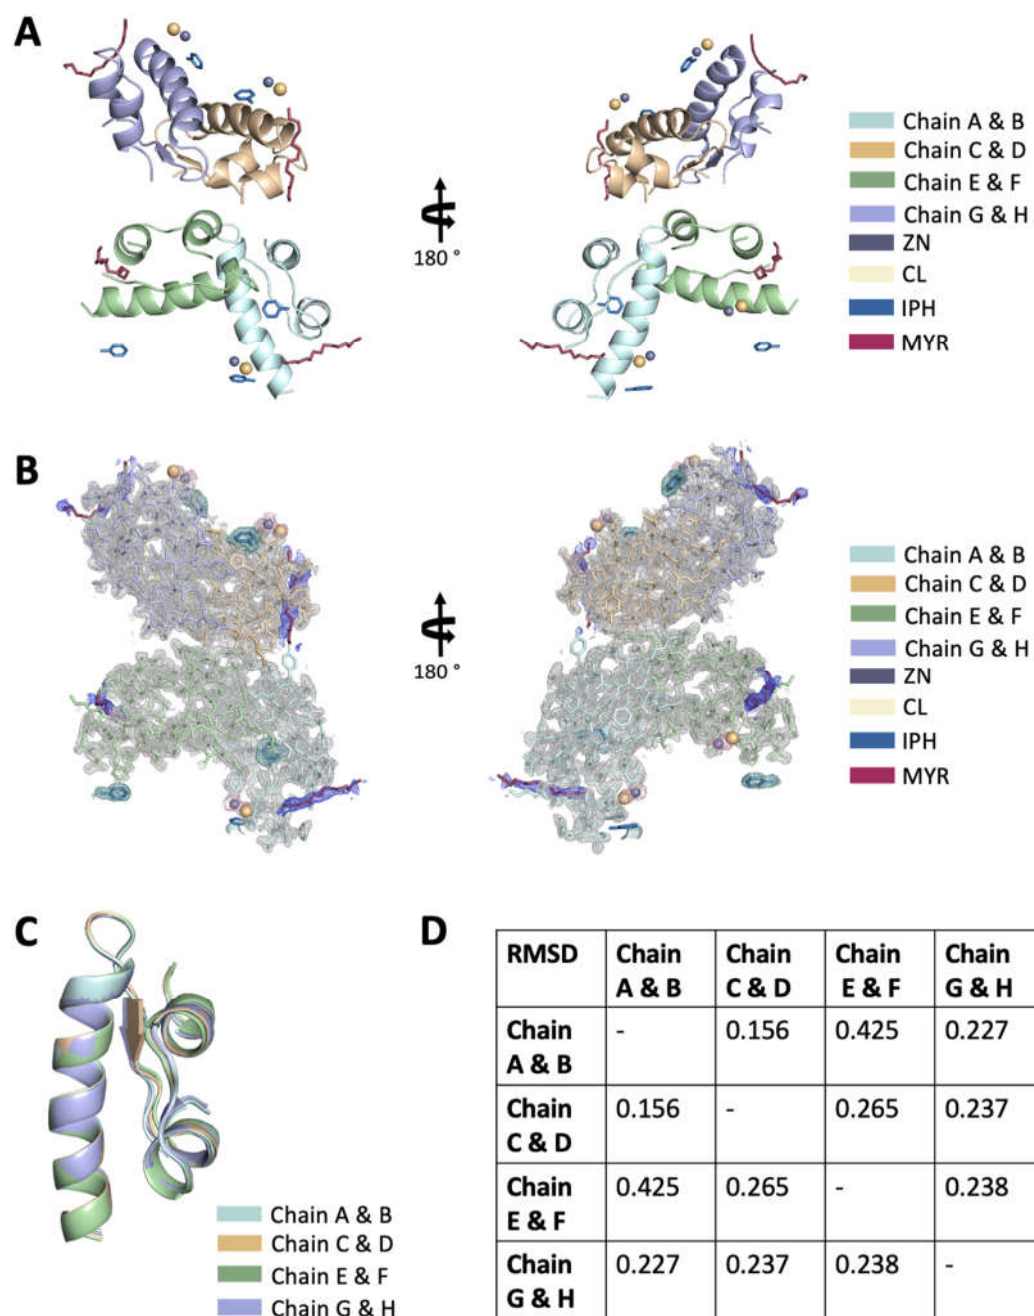 A
Chain A & B
Chain C & D
Chain E & F
Chain G & H
ZN
CL
IPH
MYR
180 °
B
Chain A & B
Chain C & D
Chain E & F
Chain G & H
ZN
CL
IPH
MYR
180 °
C
Chain A & B
Chain C & D
Chain E & F
Chain G & H
D
RMSD Chain Chain Chain Chain
A & B C & D E & F G & H
Chain - 0.156 0.425 0.227
A & B
Chain 0.156 - 0.265 0.237
C & D
Chain 0.425 0.265 - 0.238
E & F
Chain 0.227 0.237 0.238 -
G & H